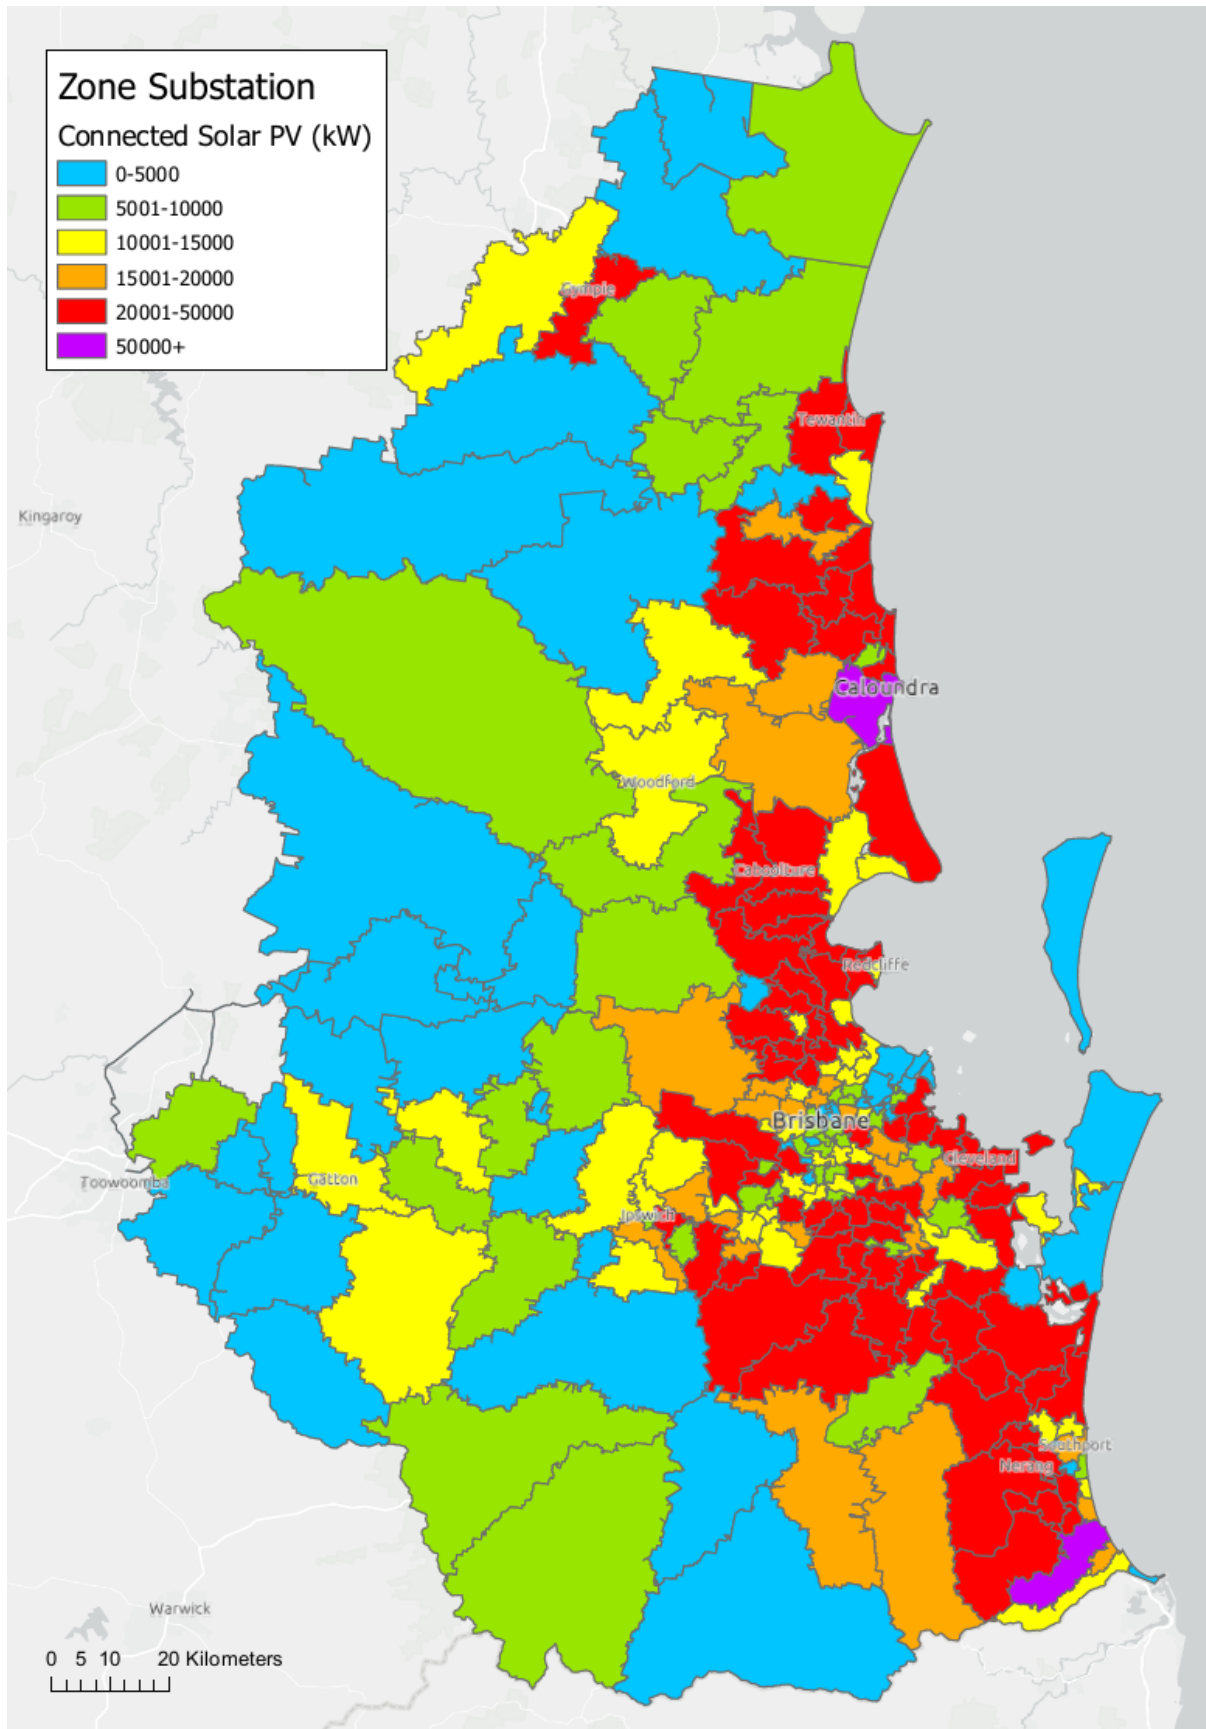 Zone Substation
Connected Solar PV (kW)
0-5000
5001-10000
10001-15000
15001-20000
20001-50000
50000+
Gympie
Tewantin
Kingaroy
Caloundra
Woodford
Caboolture
Redcliffe
Brisbane
Cleveland
Toowoomba
Gatton
Ipswich
Southport
Nerang
Warwick
0 5 10 20 Kilometers